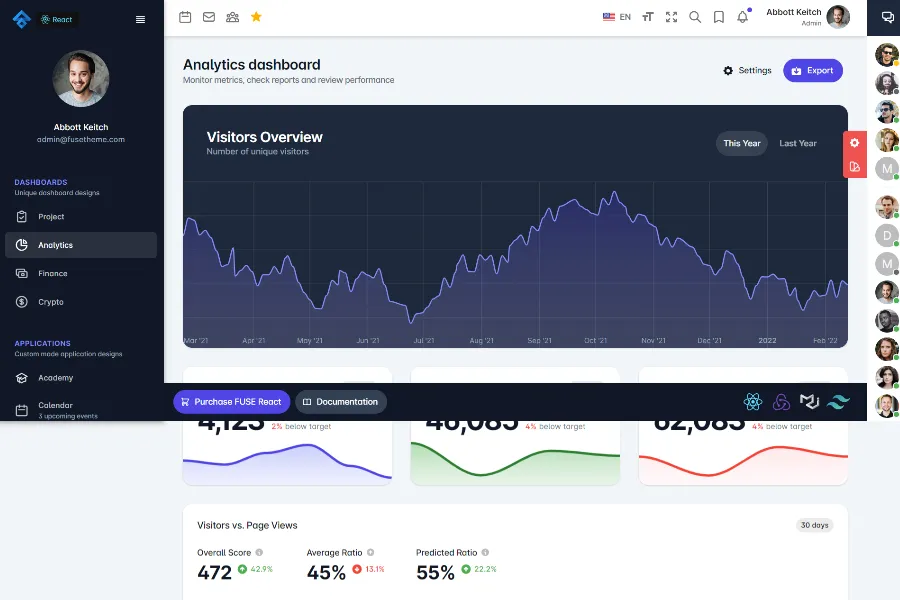 React
EN
Abbott Keitch
Admin
Abbott Keitch
admin@fusetheme.com
DASHBOARDS
Unique dashboard designs
Project
Analytics
Finance
Crypto
APPLICATIONS
Custom made application designs
Academy
Calendar
3 upcoming events
Analytics dashboard
Monitor metrics, check reports and review performance
Settings
Export
Visitors Overview
Number of unique visitors
This Year
Last Year
Mar '21
Apr '21
May '21
Jun '21
Jul '21
Aug '21
Sep '21
Oct '21
Nov '21
Dec '21
2022
Feb '22
M
D
M
Purchase FUSE React
Documentation
4,123
2% below target
46,085
4% below target
62,083
4% below target
Visitors vs. Page Views
30 days
Overall Score
472
42.9%
Average Ratio
45%
13.1%
Predicted Ratio
55%
22.2%